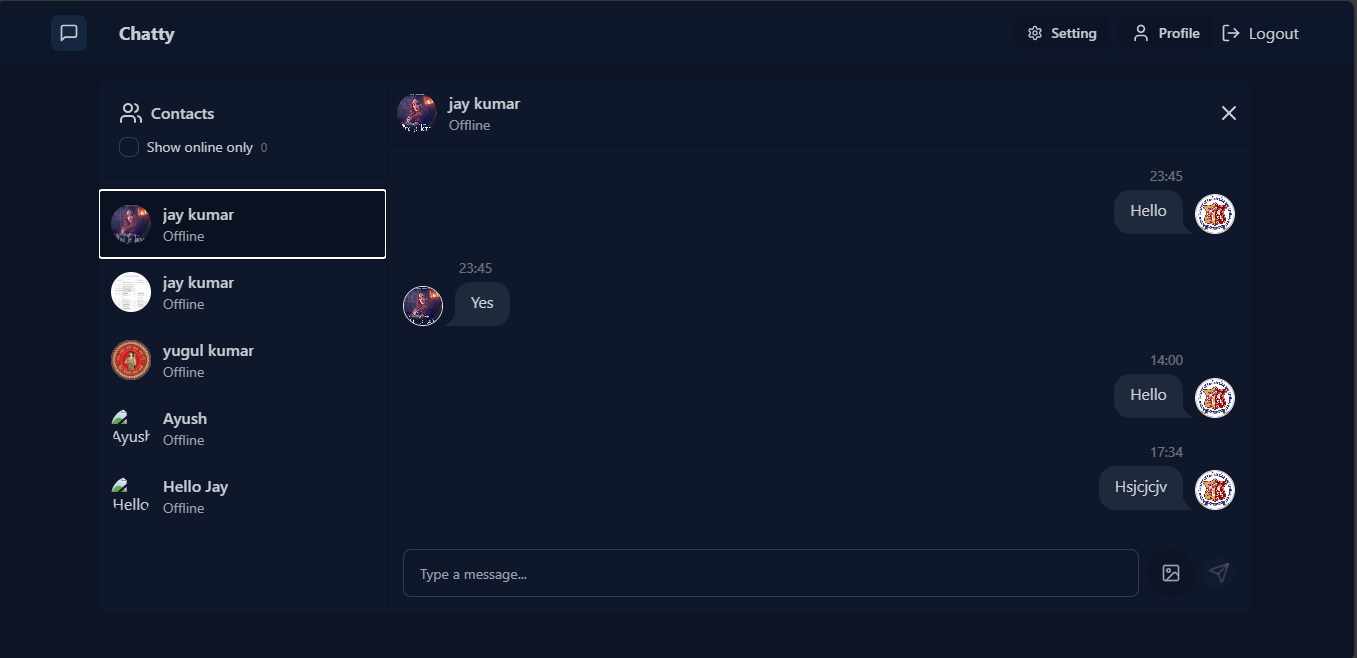 Chatty
Setting
Profile
Logout
Contacts
Show online only 0
jay kumar
Offline
jay kumar
Offline
yugul kumar
Offline
Ayush
Ayush
Offline
Hello
Hello Jay
Offline
jay kumar
Offline
23:45
Hello
23:45
Yes
14:00
Hello
17:34
Hsjcjcjv
Type a message...